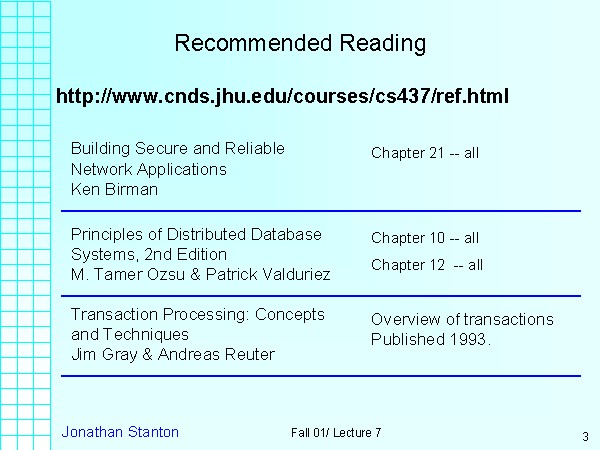 Recommended Reading
http://www.cnds.jhu.edu/courses/cs437/ref.html
Building Secure and Reliable
Network Applications
Ken Birman
Chapter 21 -- all
Principles of Distributed Database
Systems, 2nd Edition
M. Tamer Ozsu & Patrick Valduriez
Chapter 10 -- all
Chapter 12 -- all
Transaction Processing: Concepts
and Techniques
Jim Gray & Andreas Reuter
Overview of transactions
Published 1993.
Jonathan Stanton
Fall 01/ Lecture 7
3